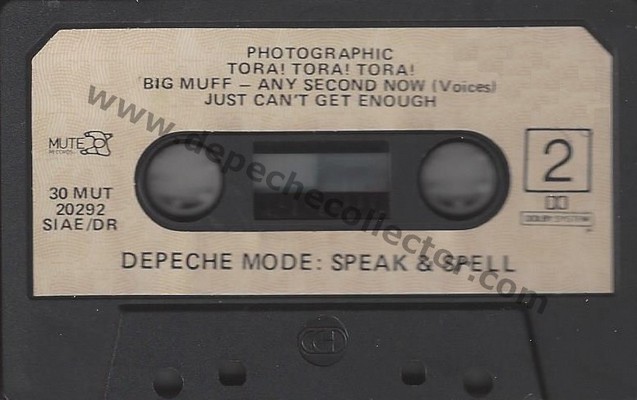 PHOTOGRAPHIC
TORA! TORA! TORA!
BIG MUFF – ANY SECOND NOW (Voices)
JUST CAN'T GET ENOUGH
MUTE
RECORDS
2
30 MUT
20292
SIAE/DR
DOLBY SYSTEM
DEPECHE MODE: SPEAK & SPELL
www.depechecollector.com